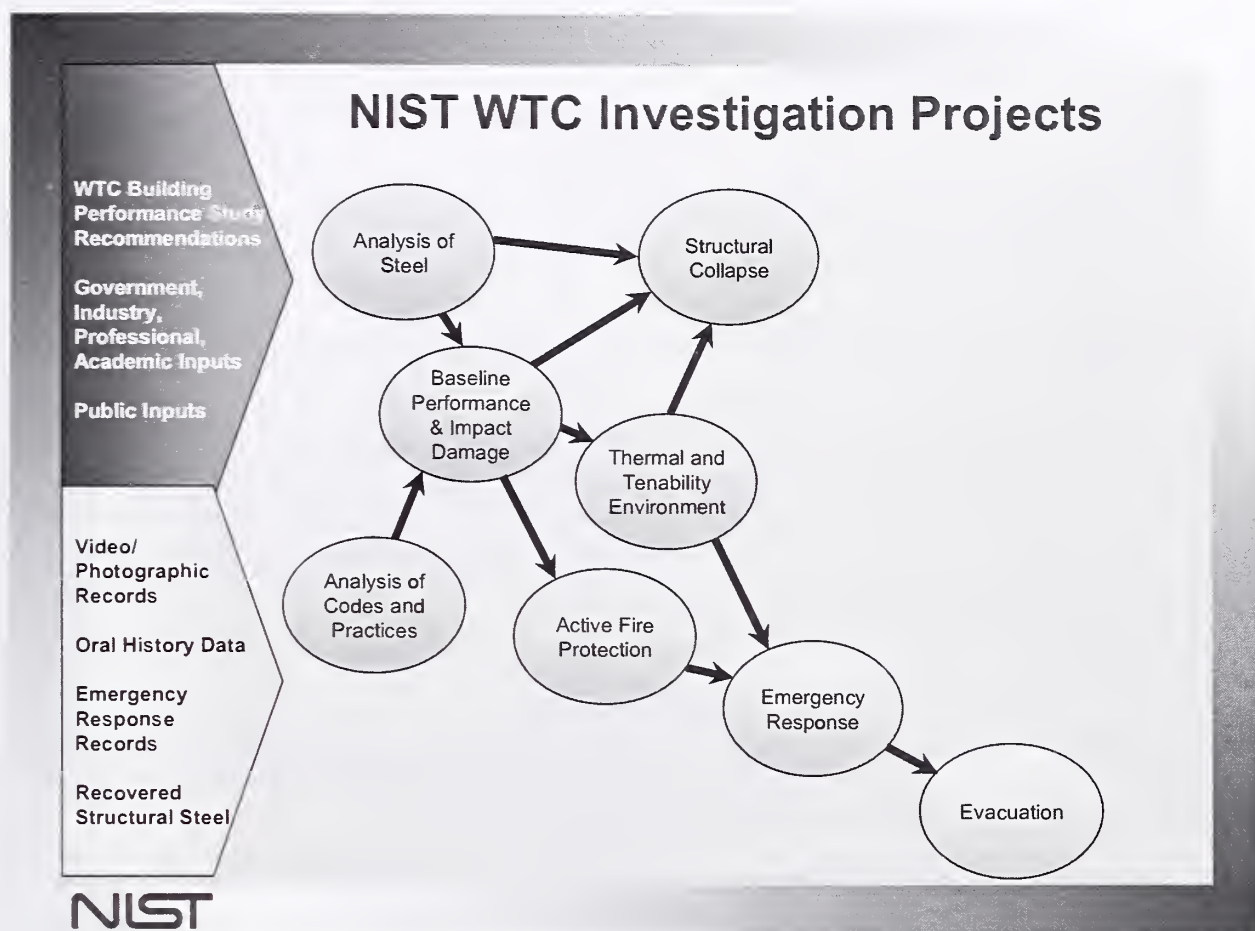 NIST WTC Investigation Projects
WTC Building
Performance Study
Recommendations
Government,
Industry,
Professional,
Academic Inputs
Public Inputs
Video/
Photographic
Records
Oral History Data
Emergency
Response
Records
Recovered
Structural Steel
Analysis of
Steel
Structural
Collapse
Baseline
Performance
& Impact
Damage
Thermal and
Tenability
Environment
Analysis of
Codes and
Practices
Active Fire
Protection
Emergency
Response
Evacuation
NIST